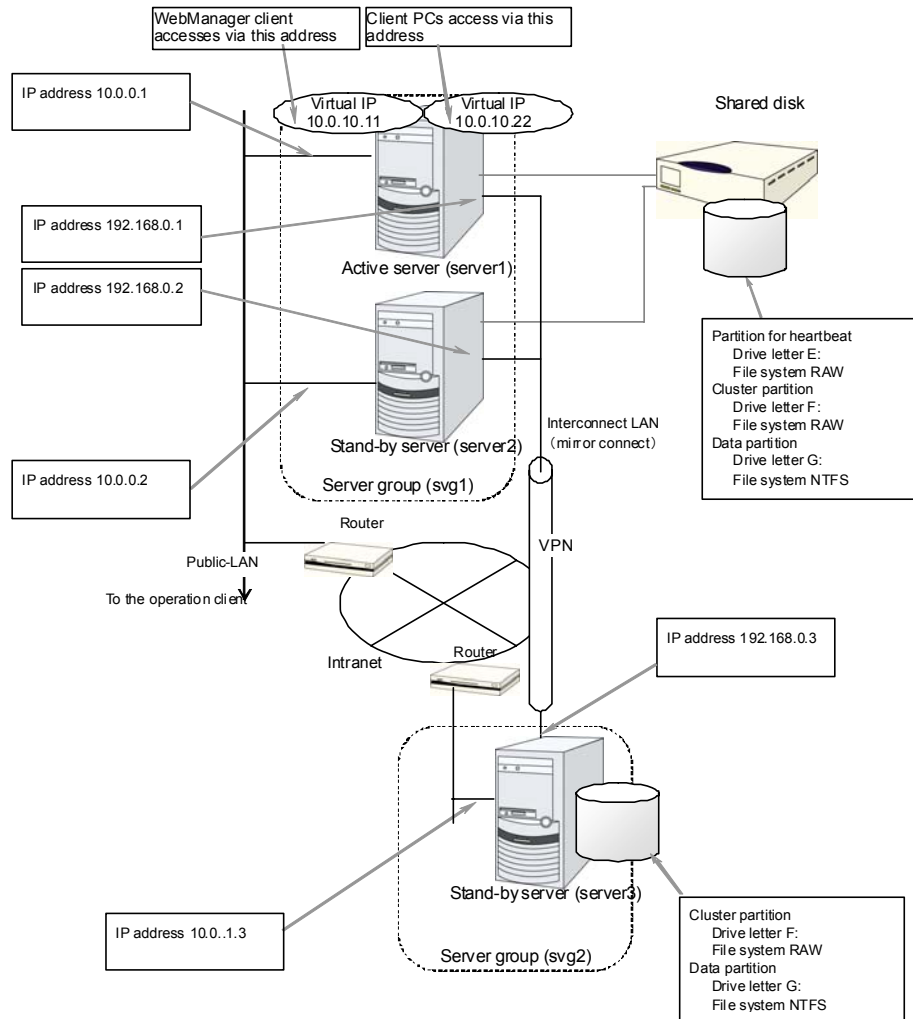 WebManager client
accesses via this address
Client PCs access via this
address
IP address 10.0.0.1
Virtual IP
10.0.10.11
Virtual IP
10.0.10.22
Shared disk
IP address 192.168.0.1
Active server (server1)
IP address 192.168.0.2
Partition for heartbeat
Drive letter E:
File system RAW
Cluster partition
Drive letter F:
File system RAW
Data partition
Drive letter G:
File system NTFS
Interconnect LAN
(mirror connect)
Stand-by server (server2)
IP address 10.0.0.2
Server group (svg1)
Router
VPN
Public-LAN
To the operation client
Intranet
Router
IP address 192.168.0.3
Stand-by server (server3)
IP address 10.0..1.3
Server group (svg2)
Cluster partition
Drive letter F:
File system RAW
Data partition
Drive letter G:
File system NTFS